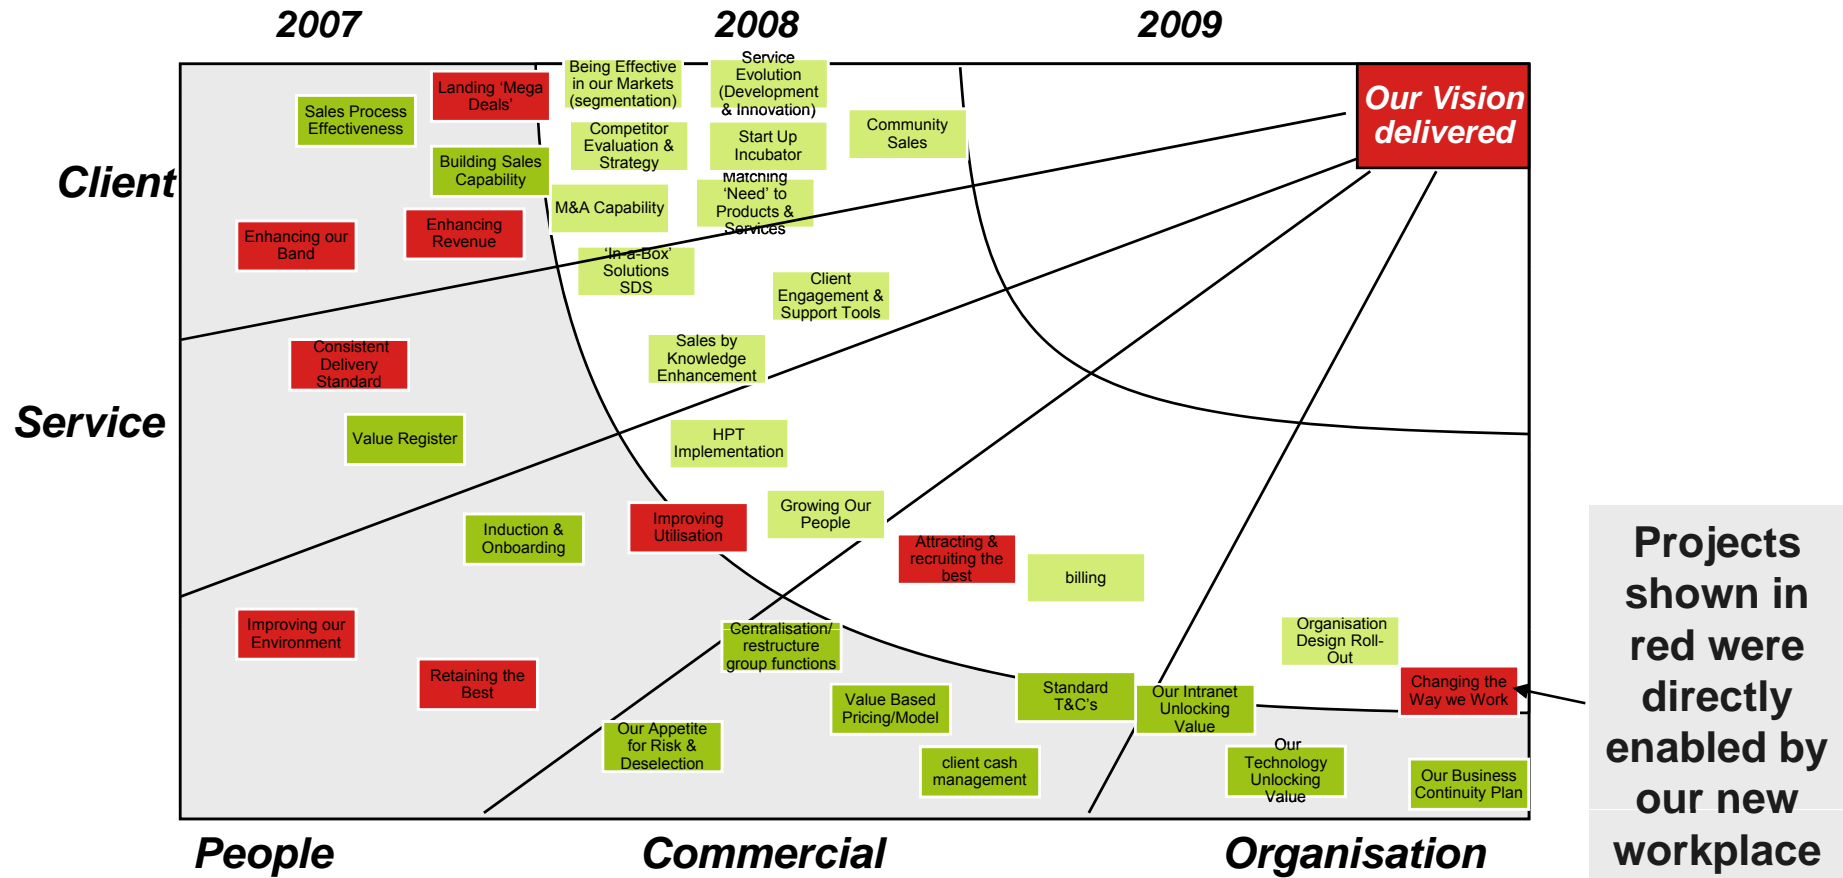 2007
2008
2009
Landing ‘Mega
Deals’
Being Effective
in our Markets
(segmentation)
Service
Evolution
(Development
& Innovation)
Our Vision
delivered
Sales Process
Effectiveness
Competitor
Evaluation &
Strategy
Start Up
Incubator
Community
Sales
Client
Building Sales
Capability
M&A Capability
Matching
‘Need’ to
Products &
Services
Enhancing our
Band
Enhancing
Revenue
‘In-a-Box’
Solutions
SDS
Client
Engagement &
Support Tools
Consistent
Delivery
Standard
Sales by
Knowledge
Enhancement
Service
Value Register
HPT
Implementation
Induction &
Onboarding
Improving
Utilisation
Growing Our
People
Attracting &
recruiting the
best
billing
Improving our
Environment
Centralisation/
restructure
group functions
Organisation
Design Roll-
Out
Retaining the
Best
Value Based
Pricing/Model
Standard
T&C's
Our Intranet
Unlocking
Value
Changing the
Way we Work
Our Appetite
for Risk &
Deselection
client cash
management
Our
Technology
Unlocking
Value
Our Business
Continuity Plan
Projects
shown in
red were
directly
enabled by
our new
workplace
People
Commercial
Organisation